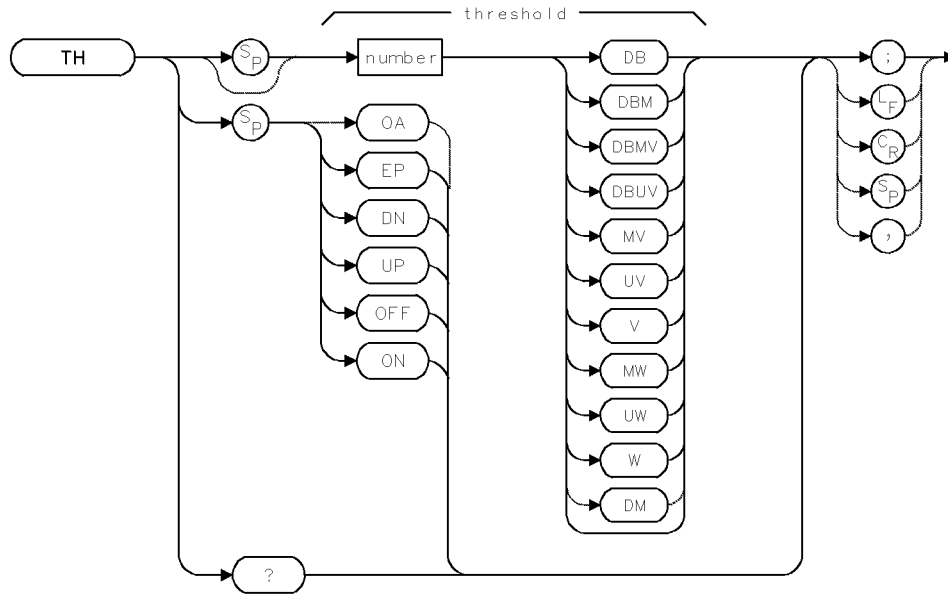 threshold
TH
SP
number
DB
;
DBM
LF
SP
OA
DBMV
CR
EP
DBUV
SP
DN
MV
,
UP
UV
OFF
V
ON
MW
UW
W
DM
?